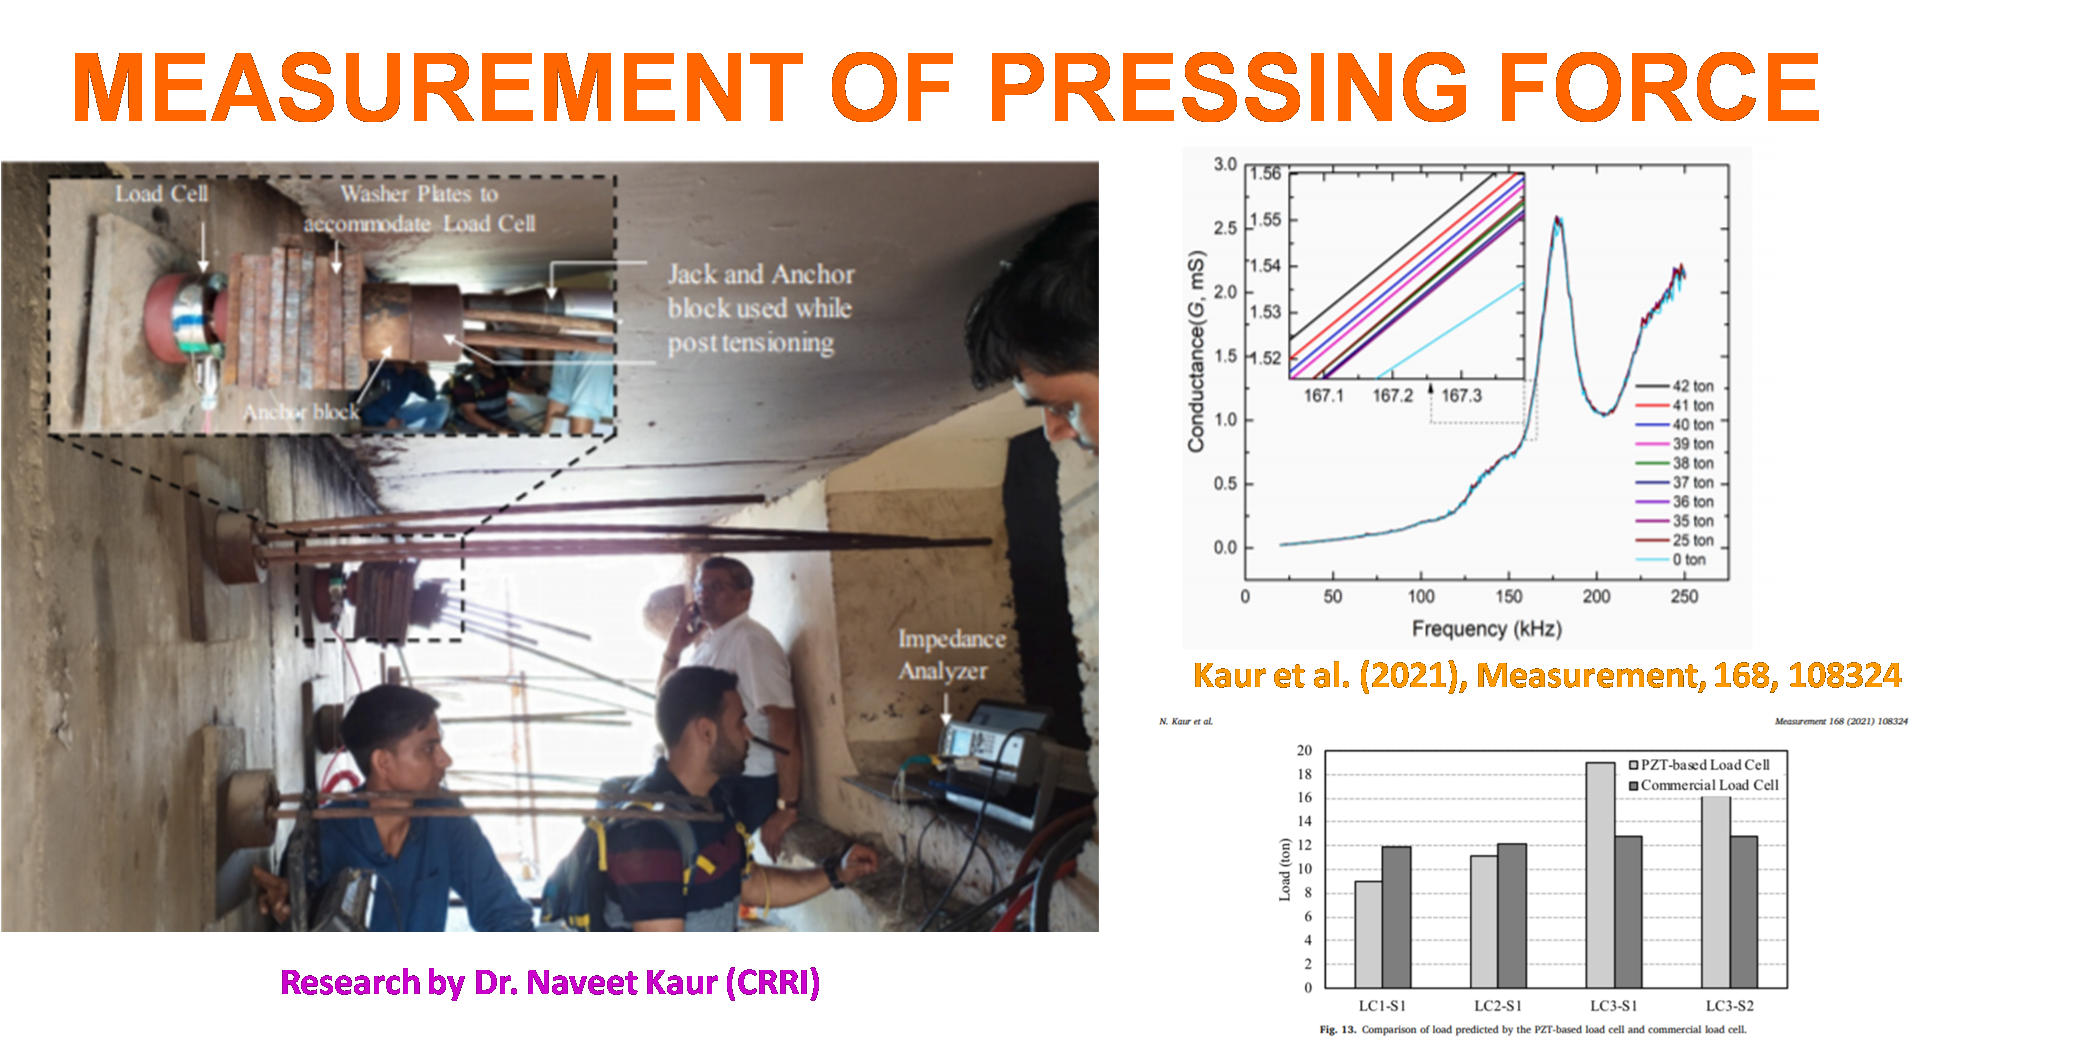 MEASUREMENT OF PRESSING FORCE
Load Cell
Washer Plates to
accommodate Load Cell
Jack and Anchor
block used while
post tensioning
Anchor block
Impedance
Analyzer
Research by Dr. Naveet Kaur (CRRI)
3.0
2.5
2.0
1.5
1.0
0.5
0.0
Conductance(G, mS)
1.56
1.55
1.54
1.53
1.52
167.1 167.2 167.3
42 ton
41 ton
40 ton
39 ton
38 ton
37 ton
36 ton
35 ton
25 ton
0 ton
0 50 100 150 200 250
Frequency (kHz)
Kaur et al. (2021), Measurement, 168, 108324
N. Kaur et al.
Measurement 168 (2021) 108324
20
18
16
14
12
10
8
6
4
2
0
Load (ton)
PZT-based Load Cell
Commercial Load Cell
LC1-S1 LC2-S1 LC3-S1 LC3-S2
Fig. 13. Comparison of load predicted by the PZT-based load cell and commercial load cell.